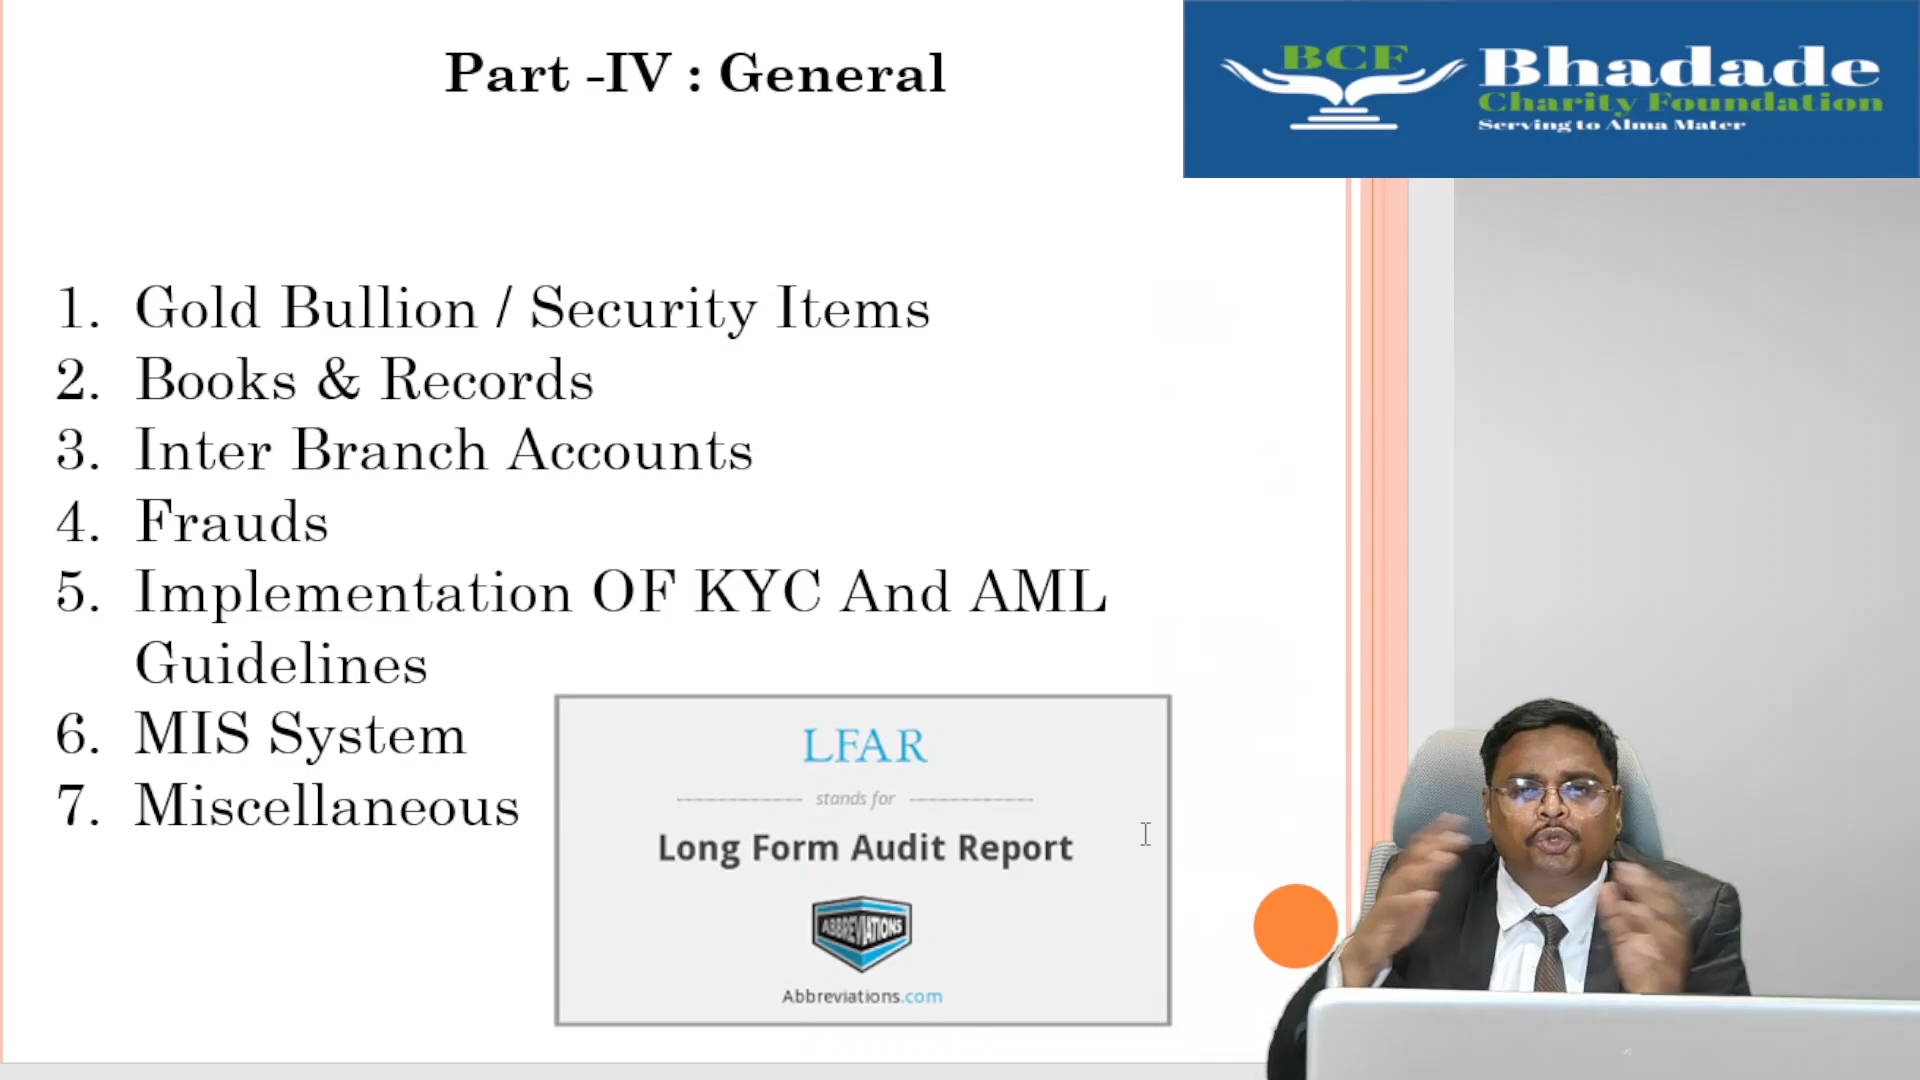 Part -IV : General
BCF
Bhadade
Charity Foundation
Serving to Alma Mater
1. Gold Bullion / Security Items
2. Books & Records
3. Inter Branch Accounts
4. Frauds
5. Implementation OF KYC And AML
Guidelines
6. MIS System
7. Miscellaneous
LFAR
stands for
Long Form Audit Report
ABBREVIATIONS
Abbreviations.com